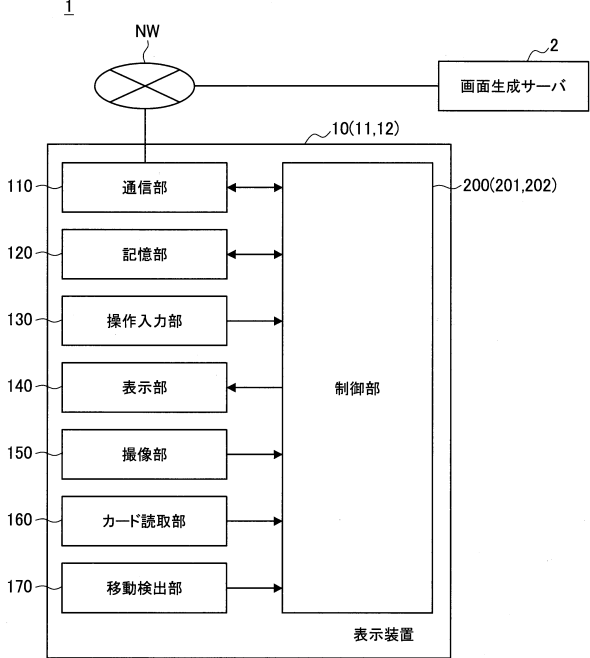 1
NW
2
画面生成サーバ
10(11,12)
110
通信部
200(201,202)
120
記憶部
130
操作入力部
140
表示部
制御部
150
撮像部
160
カード読取部
170
移動検出部
表示装置